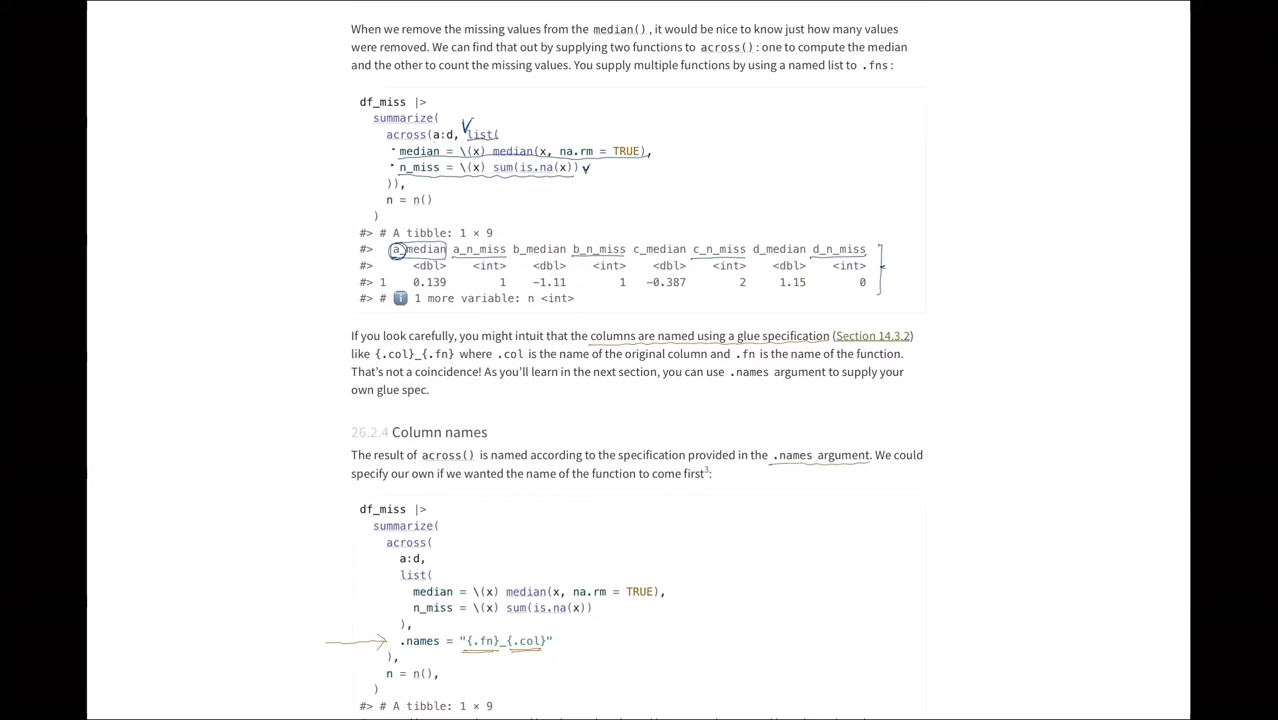 When we remove the missing values from the median(), it would be nice to know just how many values
were removed. We can find that out by supplying two functions to across(): one to compute the median
and the other to count the missing values. You supply multiple functions by using a named list to .fns:
df_miss |>
summarize(
across(a:d, list(
median = \(x) median(x, na.rm = TRUE),
n_miss = \(x) sum(is.na(x))
)),
n = n()
)
#> # A tibble: 1 × 9
#> a_median a_n_miss b_median b_n_miss c_median c_n_miss d_median d_n_miss
#> <dbl> <int> <dbl> <int> <dbl> <int> <dbl> <int>
#> 1 0.139 1 -1.11 1 -0.387 2 1.15 0
#> # ℹ 1 more variable: n <int>
If you look carefully, you might intuit that the columns are named using a glue specification (Section 14.3.2)
like {.col}_{.fn} where .col is the name of the original column and .fn is the name of the function.
That's not a coincidence! As you'll learn in the next section, you can use .names argument to supply your
own glue spec.
26.2.4 Column names
The result of across() is named according to the specification provided in the .names argument. We could
specify our own if we wanted the name of the function to come first3:
df_miss |>
summarize(
across(
a:d,
list(
median = \(x) median(x, na.rm = TRUE),
n_miss = \(x) sum(is.na(x))
),
.names = "{.fn}_{.col}"
),
n = n(),
)
#> # A tibble: 1 × 9